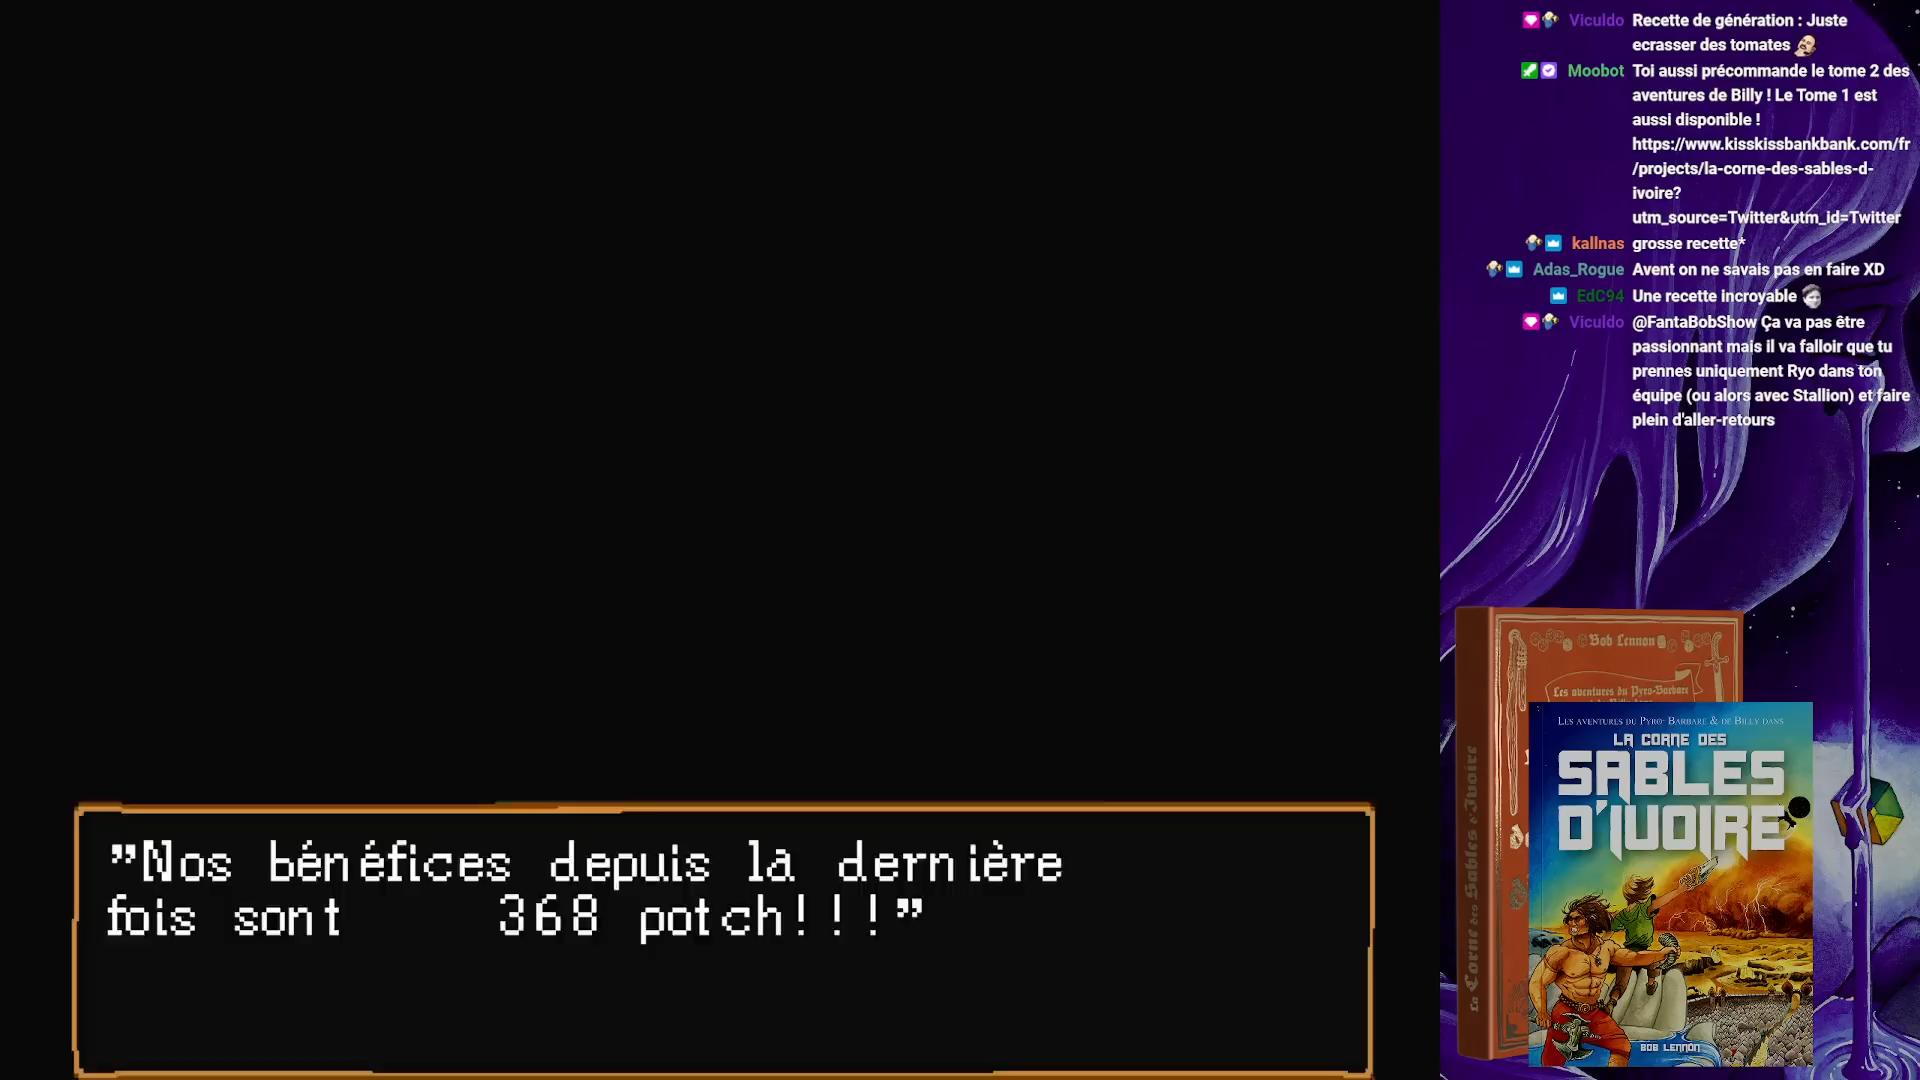 Viculdo Recette de génération : Juste
ecrasser des tomates
Moobot Toi aussi précommande le tome 2 des
aventures de Billy ! Le Tome 1 est
aussi disponible !
https://www.kisskissbankbank.com/fr
/projects/la-corne-des-sables-d-
ivoire?
utm_source=Twitter&utm_id=Twitter
kallnas grosse recette*
Adas_Rogue Avent on ne savais pas en faire XD
EdC94 Une recette incroyable
Viculdo @FantaBobShow Ça va pas être
passionnant mais il va falloir que tu
prennes uniquement Ryo dans ton
équipe (ou alors avec Stallion) et faire
plein d'aller-retours
Bob Lennon
Les aventures du Pyro-Barbare
La Corne des Sables d'Ivoire
LES AVENTURES DU PYRO-BARBARE & DE BILLY DANS
LA CORNE DES
SABLES
D'IVOIRE
BOB LENNON
"Nos bénéfices depuis la dernière
fois sont 368 potch!!!"